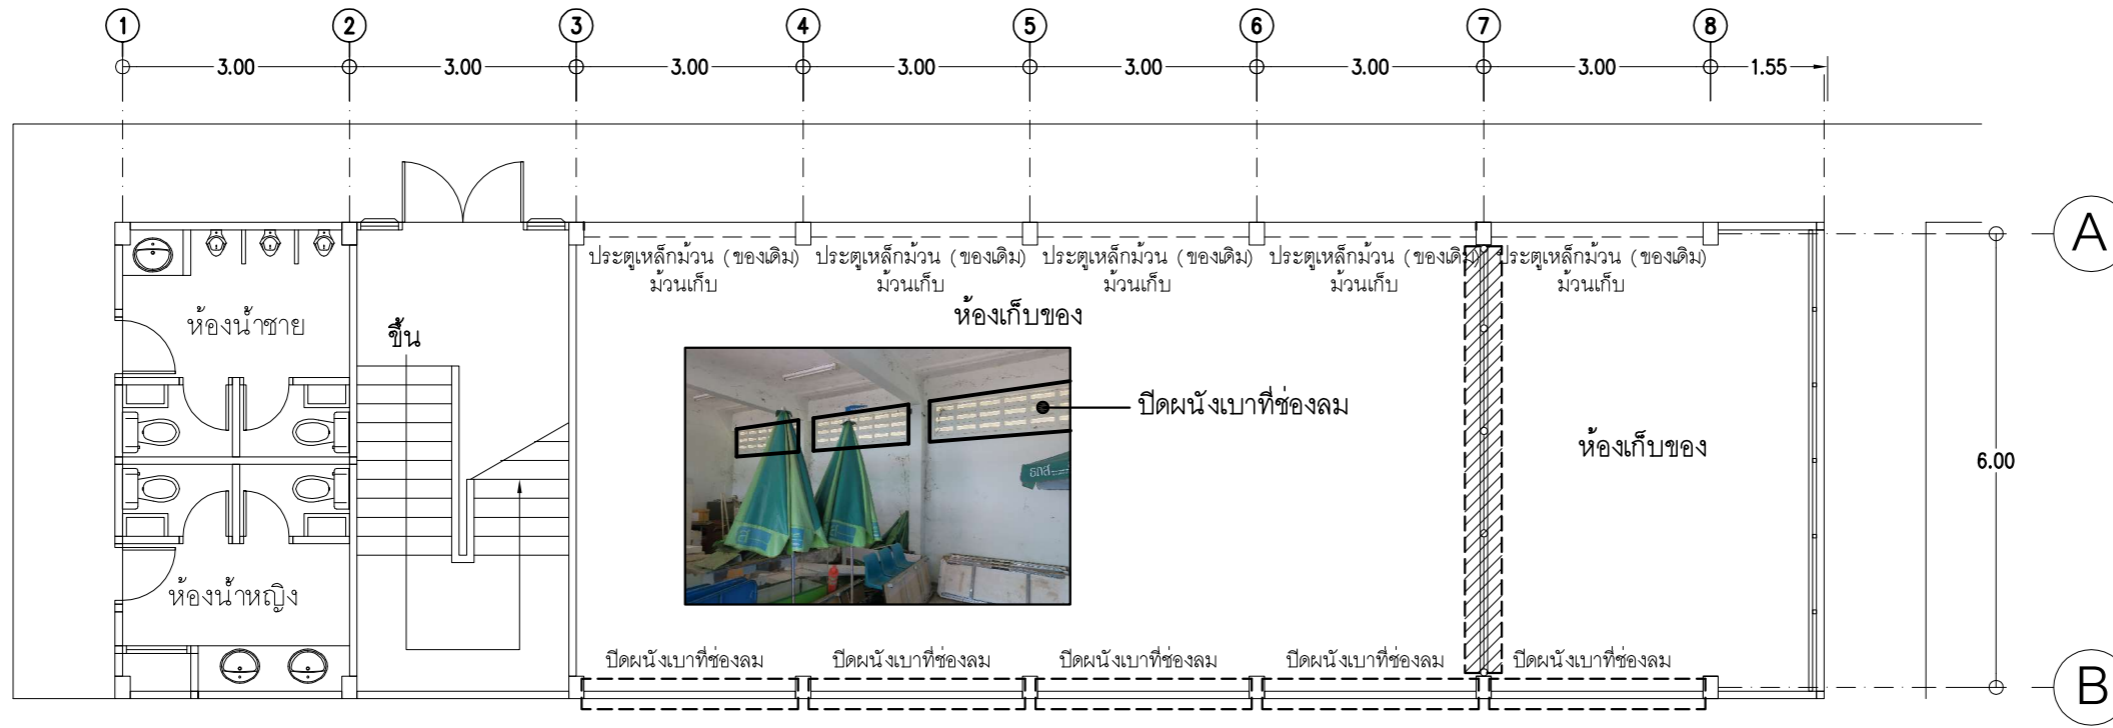 1 2 3 4 5 6 7 8
3.00 3.00 3.00 3.00 3.00 3.00 3.00 1.55
A
ประตูเหล็กม้วน (ของเดิม) ประตูเหล็กม้วน (ของเดิม) ประตูเหล็กม้วน (ของเดิม) ประตูเหล็กม้วน (ของเดิม) ประตูเหล็กม้วน (ของเดิม)
ม้วนเก็บ ม้วนเก็บ ม้วนเก็บ ม้วนเก็บ ม้วนเก็บ
ห้องเก็บของ
ห้องน้ำชาย
ขึ้น
ปิดผนังเบาที่ช่องลม
ห้องเก็บของ
6.00
ธกส
ห้องน้ำหญิง
ปิดผนังเบาที่ช่องลม ปิดผนังเบาที่ช่องลม ปิดผนังเบาที่ช่องลม ปิดผนังเบาที่ช่องลม ปิดผนังเบาที่ช่องลม
B